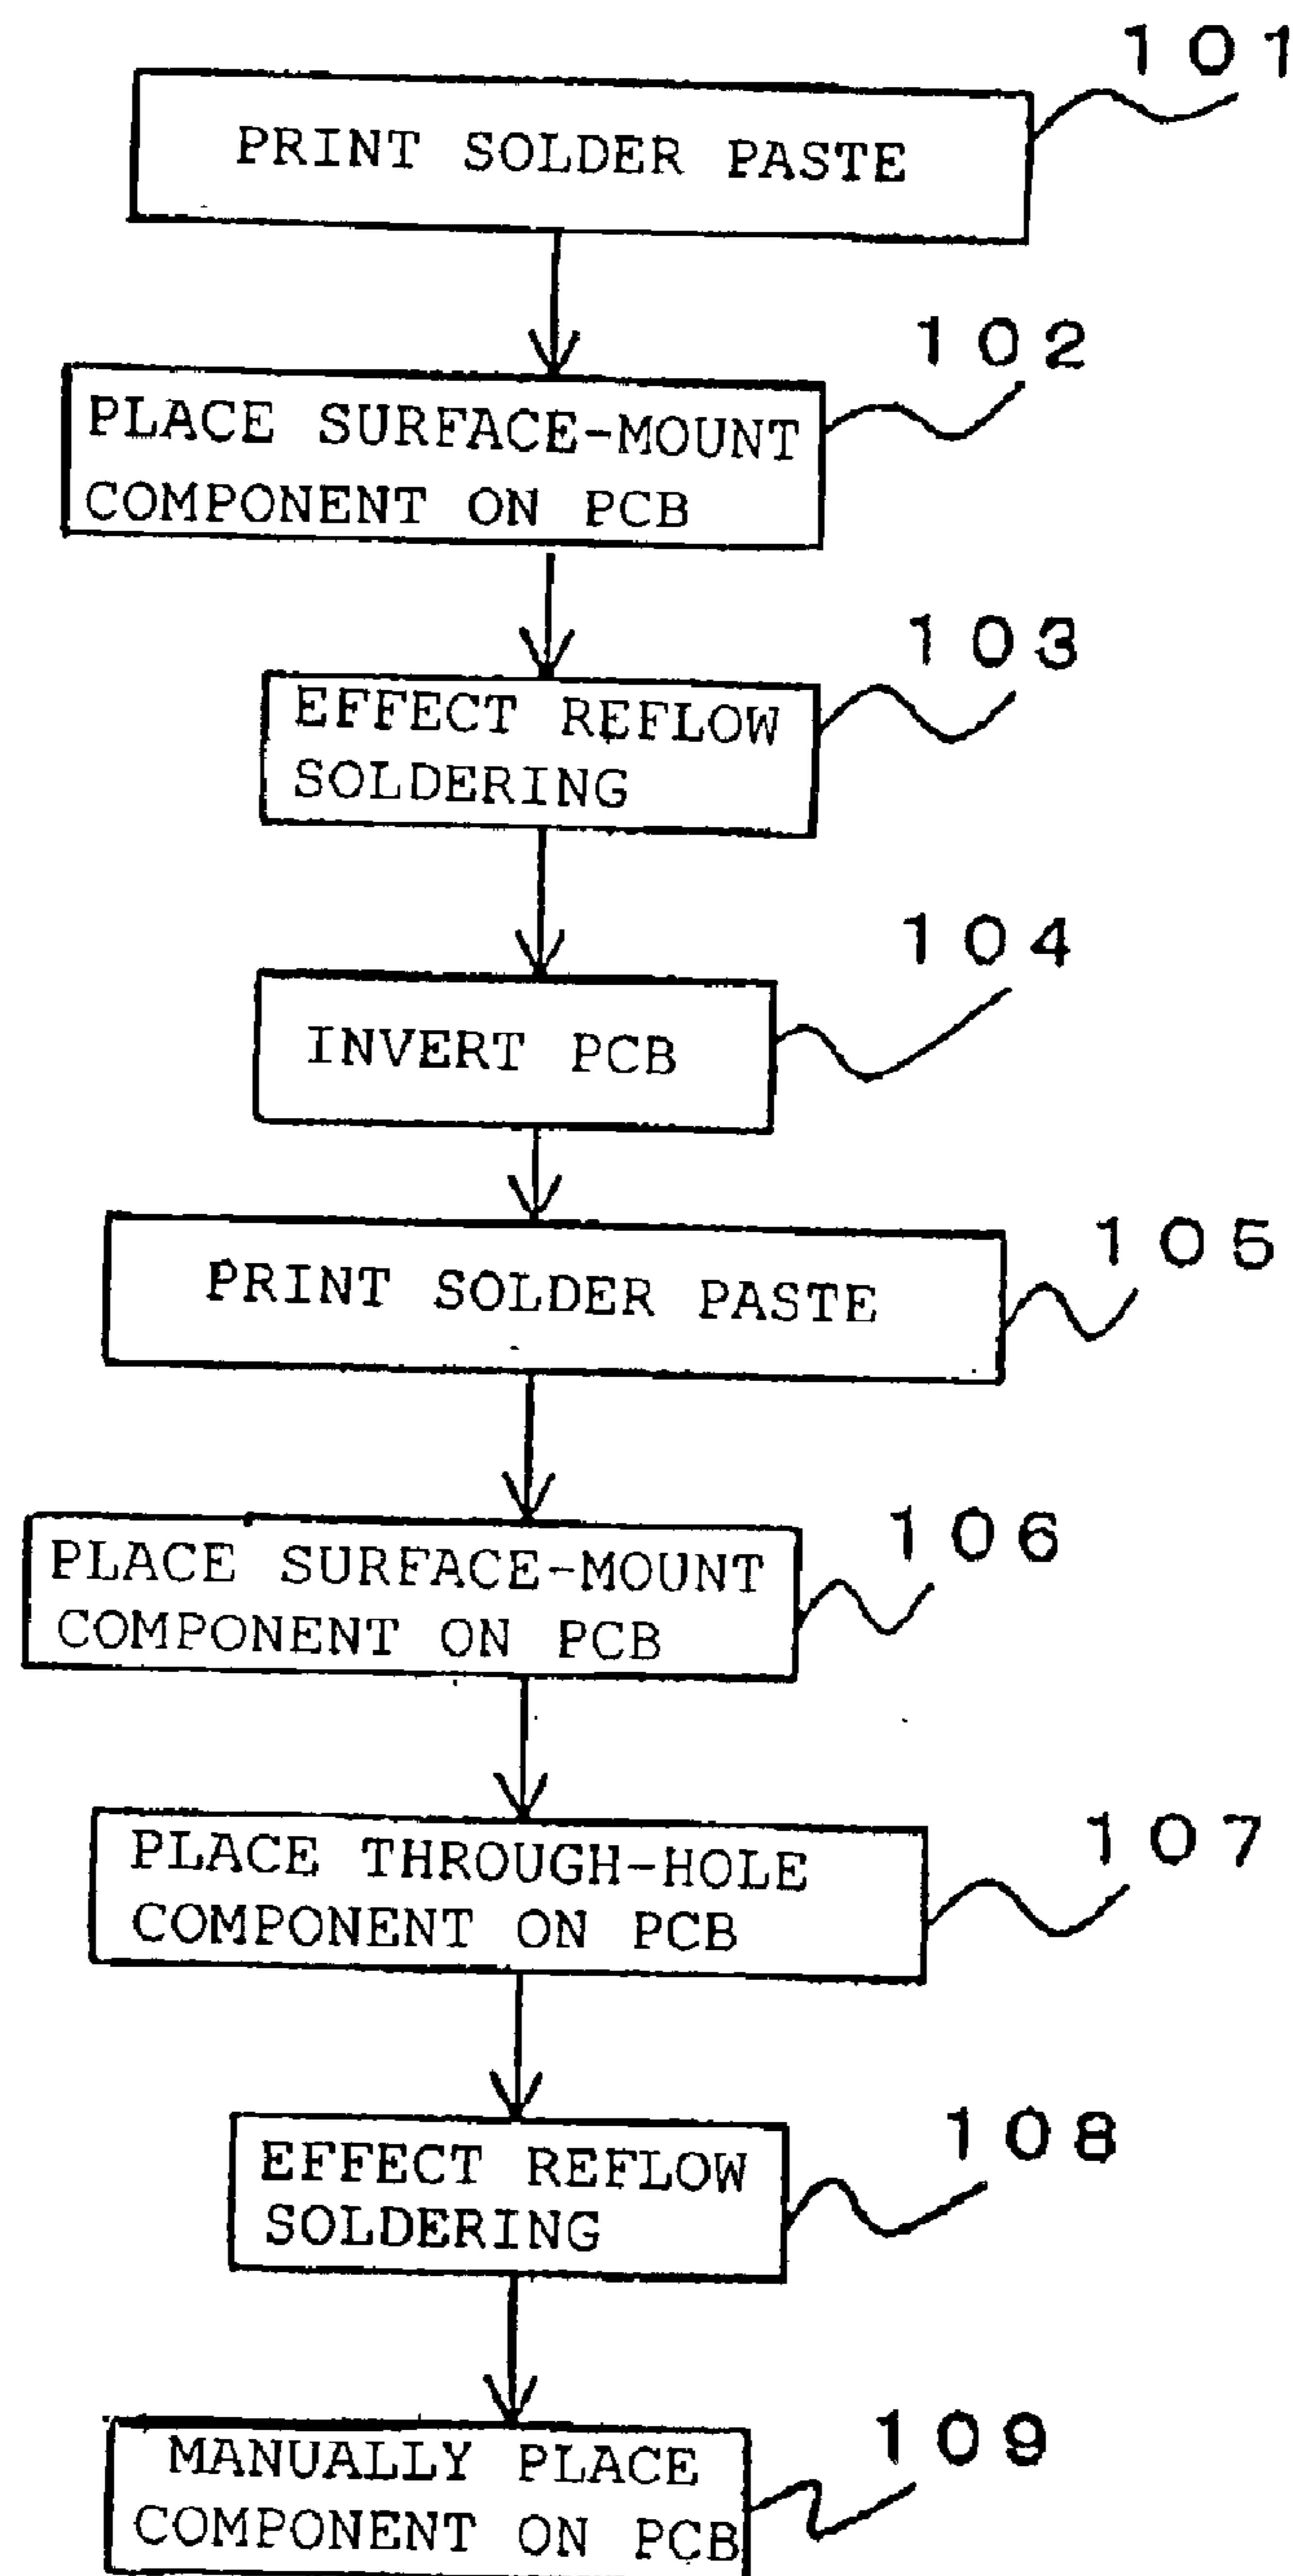 101
PRINT SOLDER PASTE
102
PLACE SURFACE-MOUNT
COMPONENT ON PCB
103
EFFECT REFLOW
SOLDERING
104
INVERT PCB
105
PRINT SOLDER PASTE
106
PLACE SURFACE-MOUNT
COMPONENT ON PCB
107
PLACE THROUGH-HOLE
COMPONENT ON PCB
108
EFFECT REFLOW
SOLDERING
109
MANUALLY PLACE
COMPONENT ON PCB